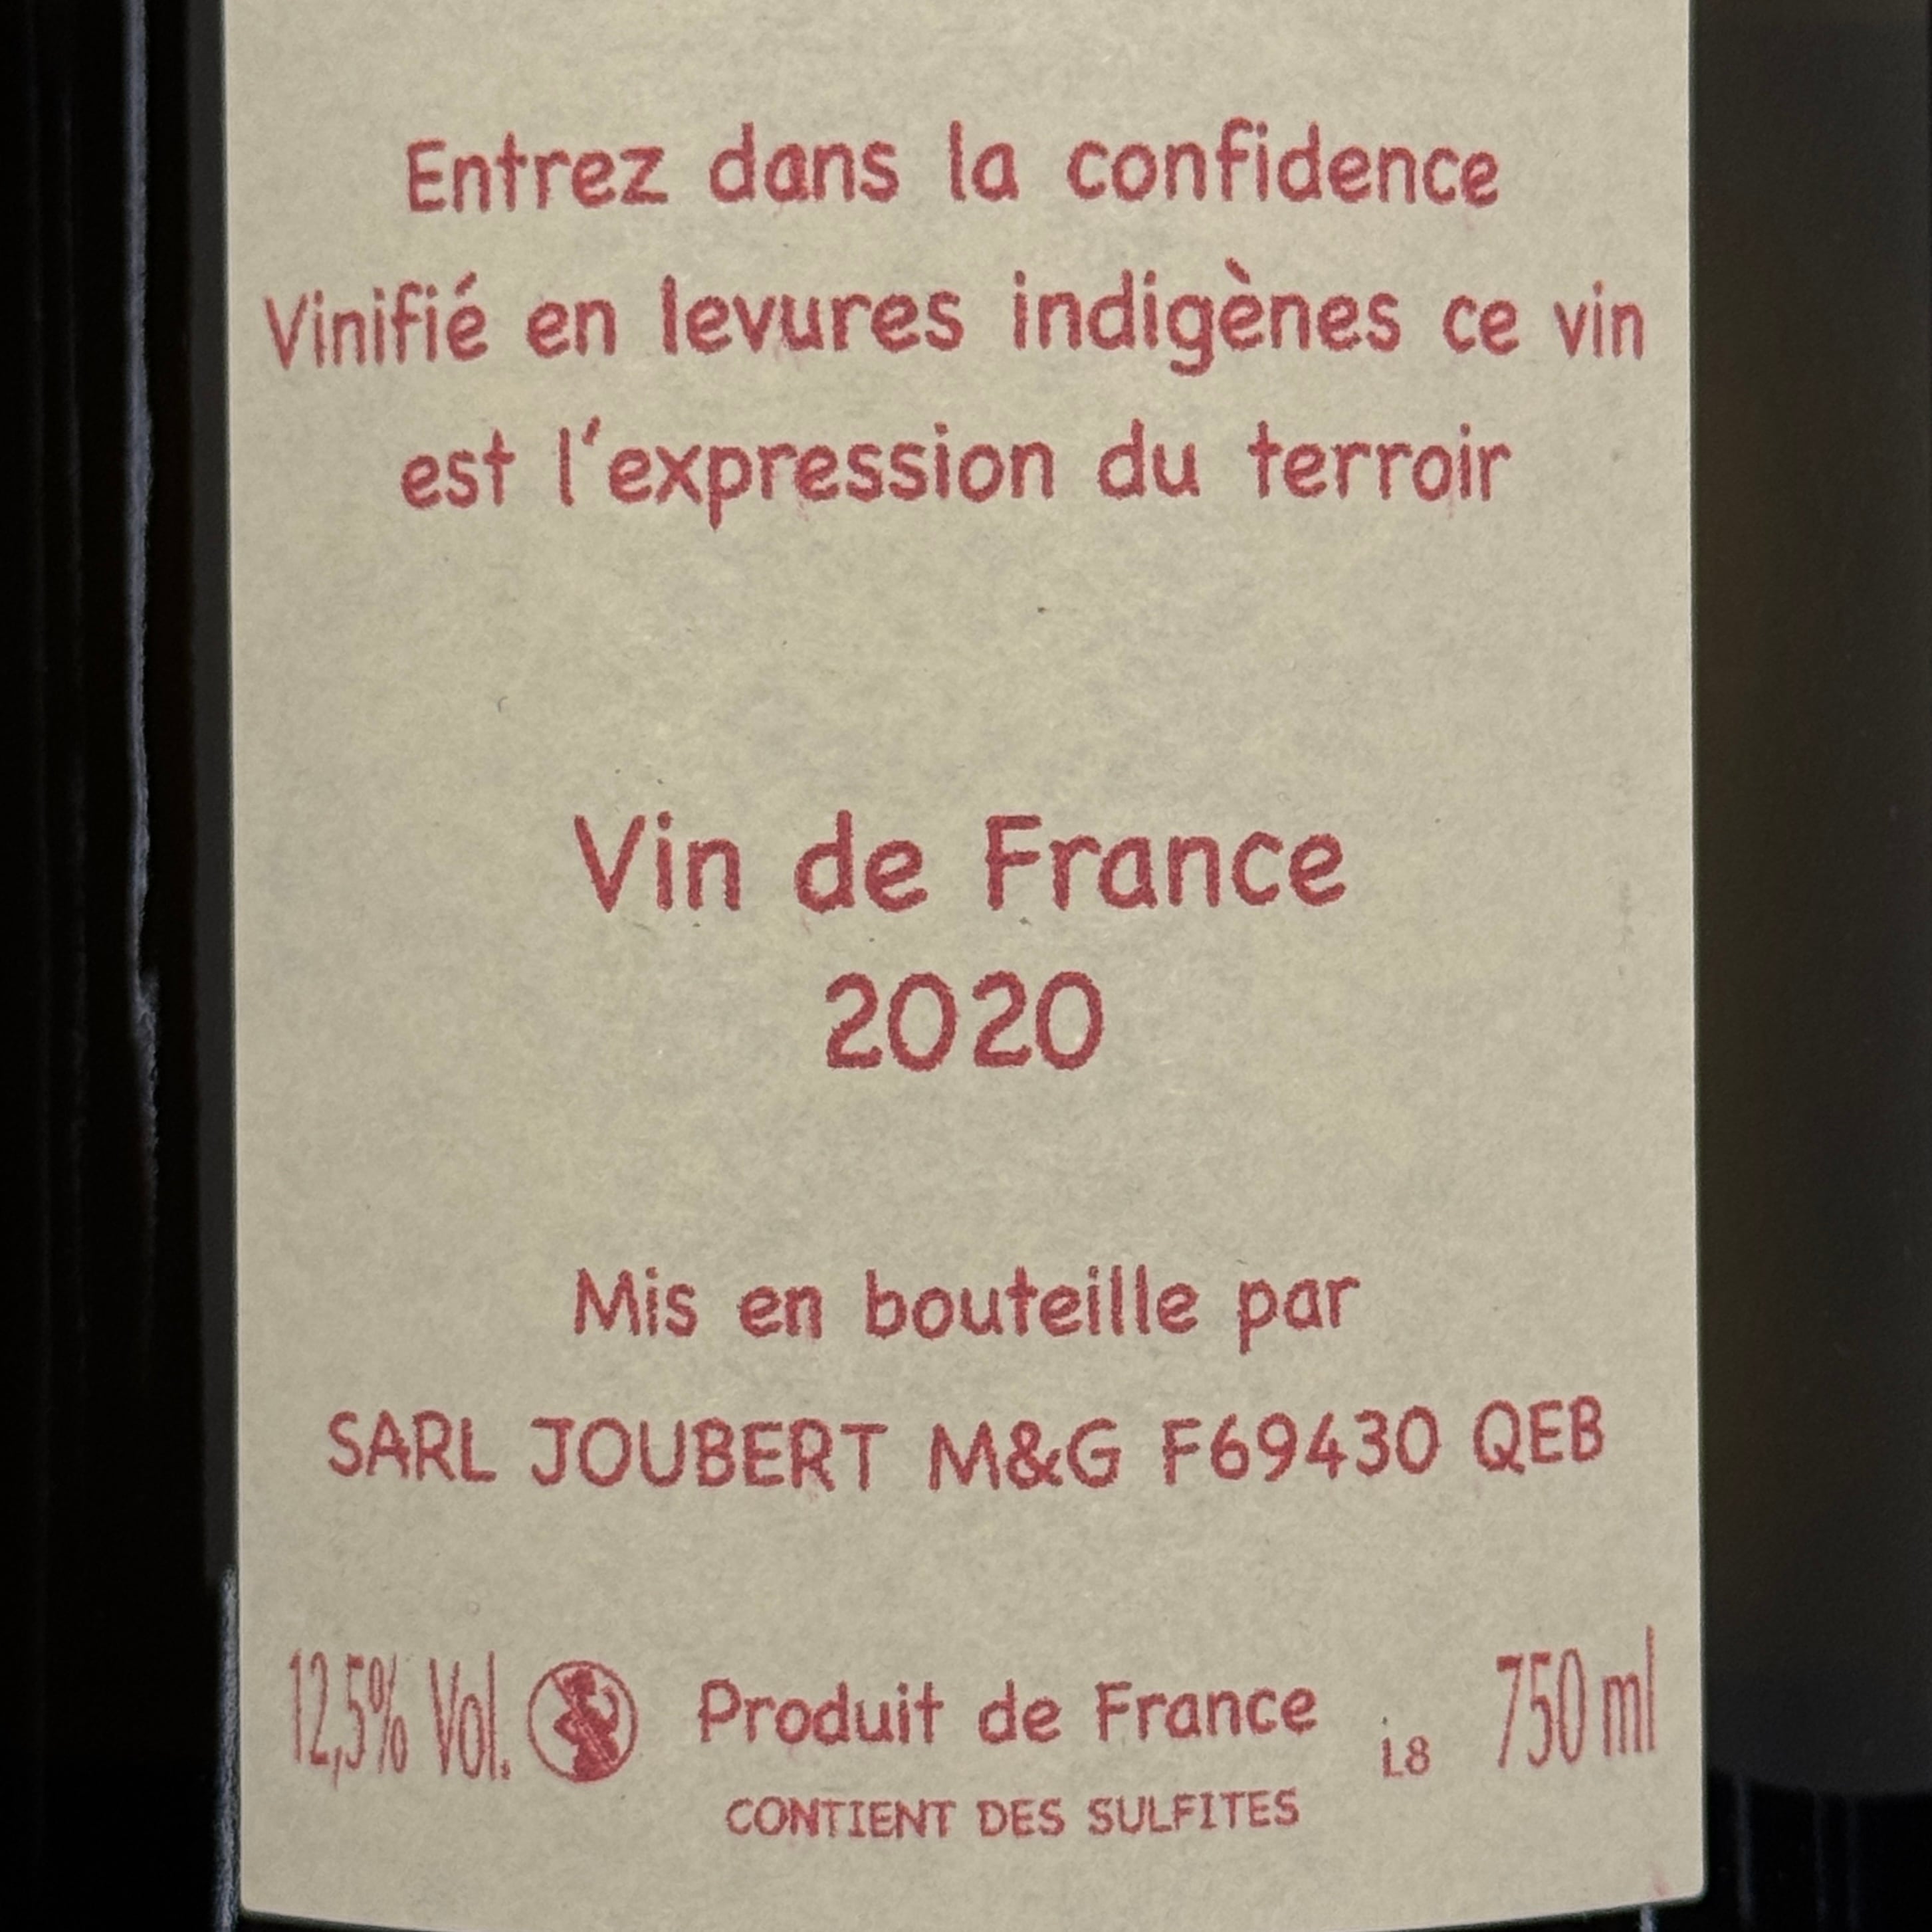 Entrez dans la confidence
Vinifié en levures indigènes ce vin
est l'expression du terroir
Vin de France
2020
Mis en bouteille par
SARL JOUBERT M&G F69430 QEB
12,5% Vol. Produit de France L8 750 ml
CONTIENT DES SULFITES